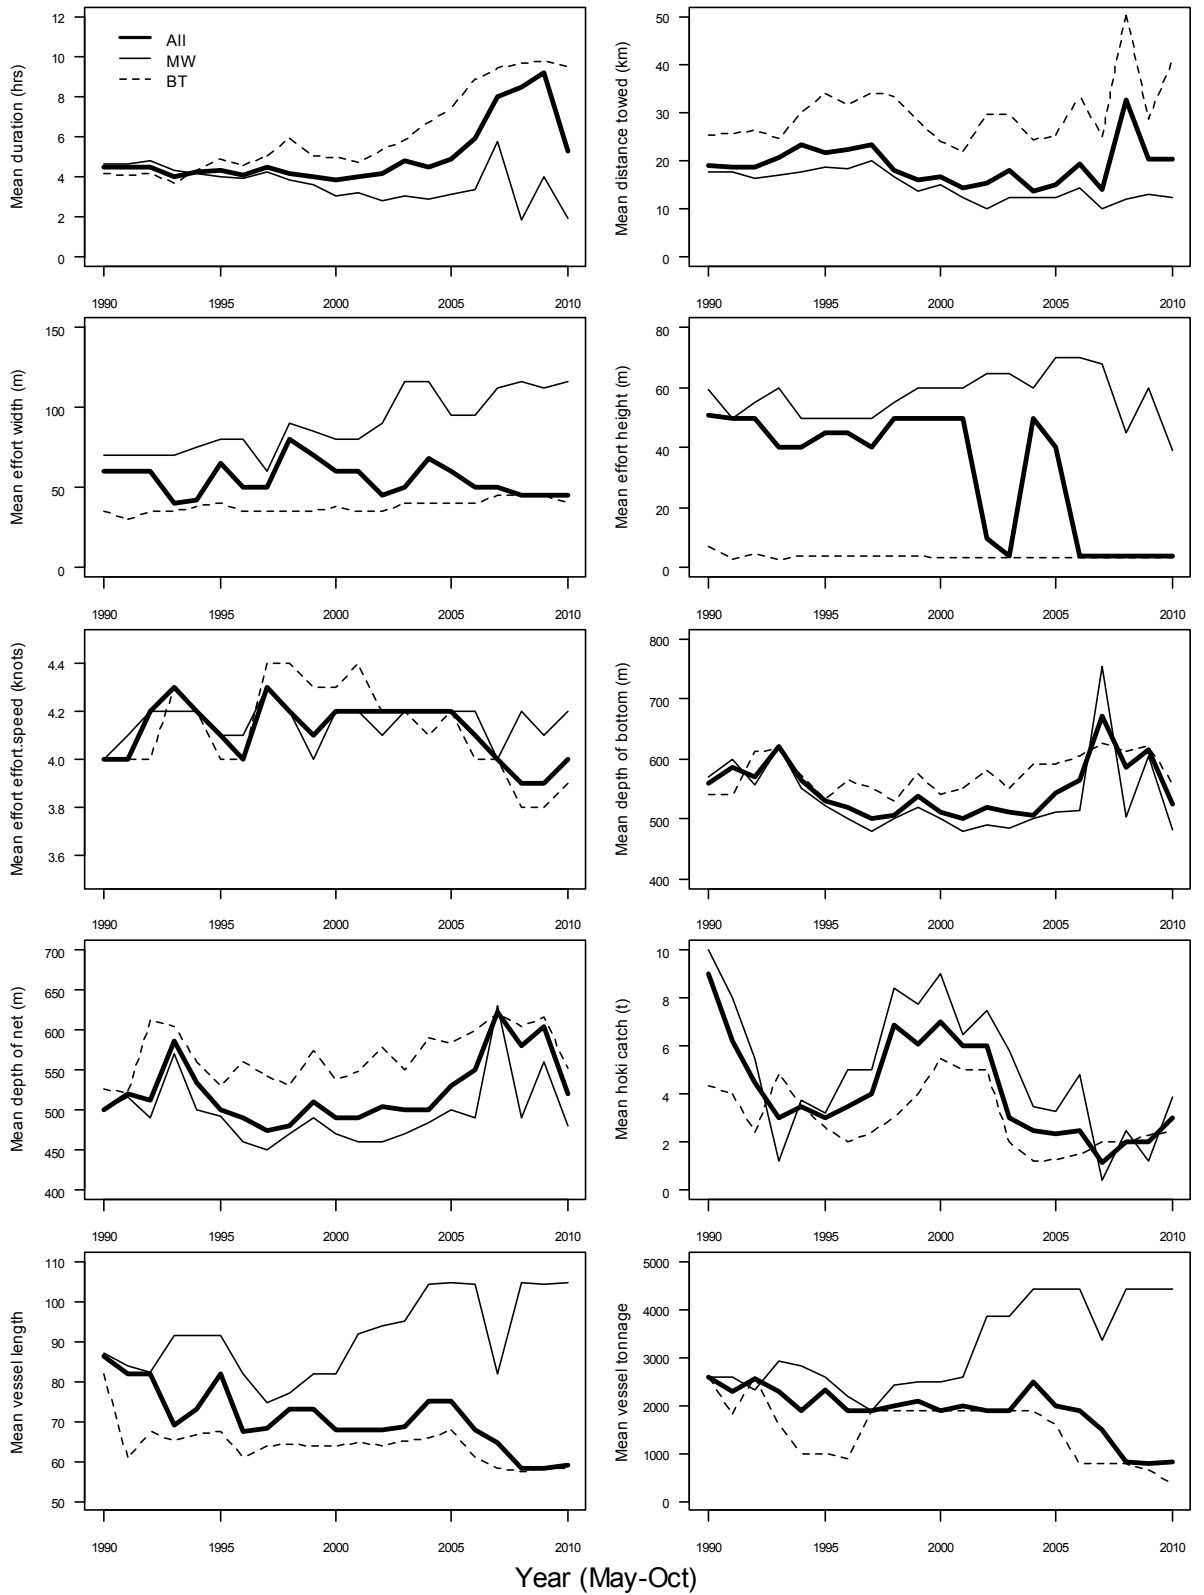 Mean duration (hrs)
12
10
8
6
4
2
0
All
MW
BT
1990 1995 2000 2005 2010
Mean distance towed (km)
50
40
30
20
10
0
1990 1995 2000 2005 2010
Mean effort width (m)
150
100
50
0
1990 1995 2000 2005 2010
Mean effort height (m)
80
60
40
20
0
1990 1995 2000 2005 2010
Mean effort effort.speed (knots)
4.4
4.2
4.0
3.8
3.6
1990 1995 2000 2005 2010
Mean depth of bottom (m)
800
700
600
500
400
1990 1995 2000 2005 2010
Mean depth of net (m)
700
650
600
550
500
450
400
1990 1995 2000 2005 2010
Mean hoki catch (t)
10
8
6
4
2
0
1990 1995 2000 2005 2010
Mean vessel length
110
100
90
80
70
60
50
1990 1995 2000 2005 2010
Mean vessel tonnage
5000
4000
3000
2000
1000
0
1990 1995 2000 2005 2010
Year (May-Oct)